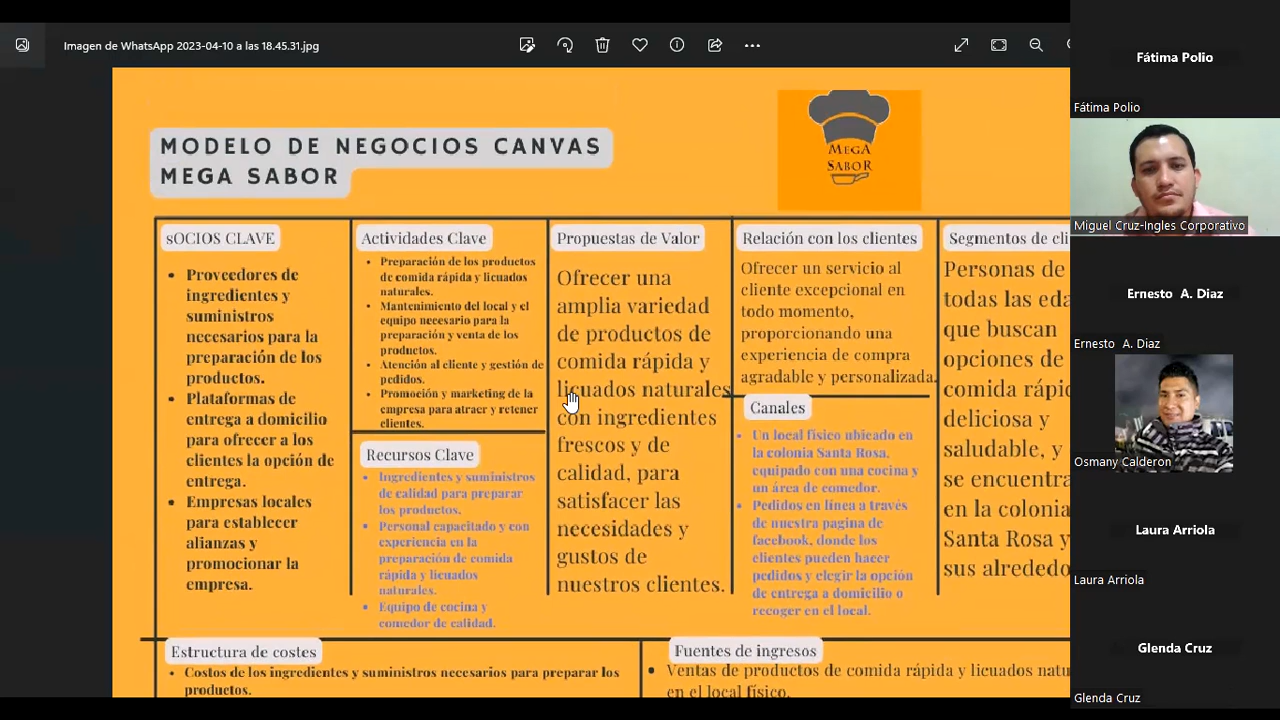 Imagen de WhatsApp 2023-04-10 a las 18.45.31.jpg
MODELO DE NEGOCIOS CANVAS
MEGA SABOR
MEGA
SABOR
sOCIOS CLAVE
• Proveedores de
ingredientes y
suministros
necesarios para la
preparación de los
productos.
• Plataformas de
entrega a domicilio
para ofrecer a los
clientes la opción de
entrega.
• Empresas locales
para establecer
alianzas y
promocionar la
empresa.
Actividades Clave
• Preparación de los productos
de comida rápida y licuados
naturales.
• Mantenimiento del local y el
equipo necesario para la
preparación y venta de los
productos.
• Atención al cliente y gestión de
pedidos.
• Promoción y marketing de la
empresa para atraer y retener
clientes.
Recursos Clave
• Ingredientes y suministros
de calidad para preparar
los productos.
• Personal capacitado y con
experiencia en la
preparación de comida
rápida y licuados
naturales.
• Equipo de cocina y
comedor de calidad.
Propuestas de Valor
Ofrecer una
amplia variedad
de productos de
comida rápida y
licuados naturales
con ingredientes
frescos y de
calidad, para
satisfacer las
necesidades y
gustos de
nuestros clientes.
Relación con los clientes
Ofrecer un servicio al
cliente excepcional en
todo momento,
proporcionando una
experiencia de compra
agradable y personalizada.
Canales
• Un local físico ubicado en
la colonia Santa Rosa,
equipado con una cocina y
un área de comedor.
• Pedidos en línea a través
de nuestra pagina de
facebook, donde los
clientes pueden hacer
pedidos y elegir la opción
de entrega a domicilio o
recoger en el local.
Segmentos de cli
Personas de
todas las eda
que buscan
opciones de
comida rápid
deliciosa y
saludable, y
se encuentra
en la colonia
Santa Rosa y
sus alrededo
Estructura de costes
• Costos de los ingredientes y suministros necesarios para preparar los
productos.
Fuentes de ingresos
• Ventas de productos de comida rápida y licuados natu
en el local físico.
Fátima Polio
Fátima Polio
Miguel Cruz-Ingles Corporativo
Ernesto A. Diaz
Ernesto A. Diaz
Osmany Calderon
Laura Arriola
Laura Arriola
Glenda Cruz
Glenda Cruz